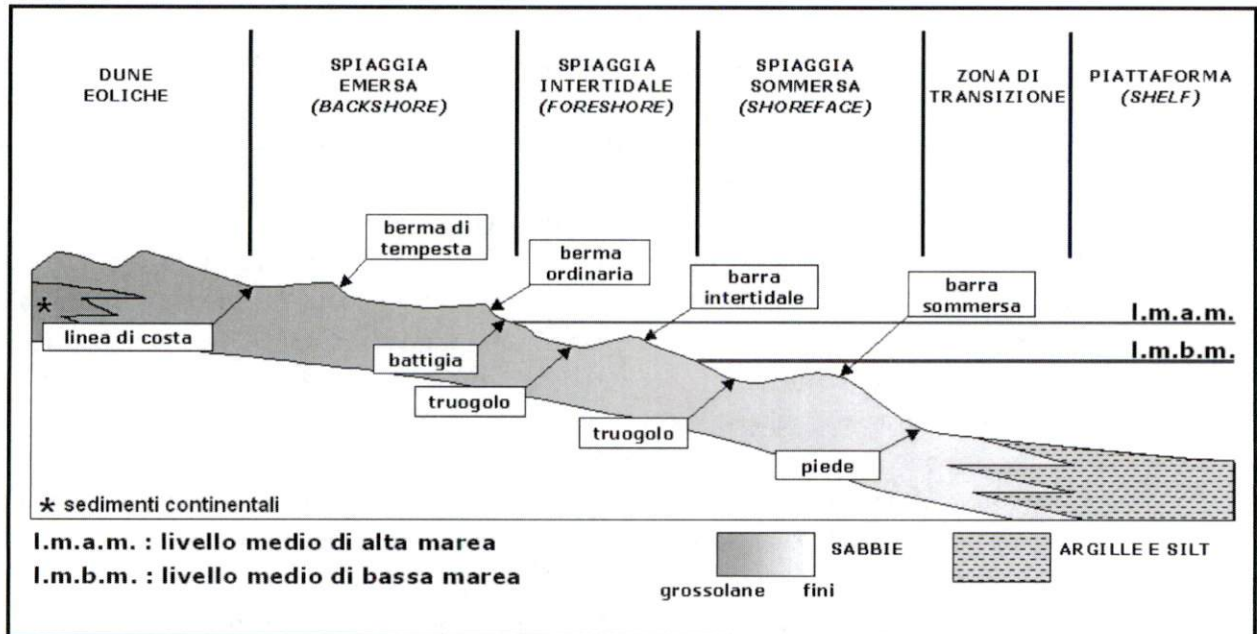 DUNE
EOLICHE
SPIAGGIA
EMERSA
(BACKSHORE)
SPIAGGIA
INTERTIDALE
(FORESHORE)
SPIAGGIA
SOMMERSA
(SHOREFACE)
ZONA DI
TRANSIZIONE
PIATTAFORMA
(SHELF)
berma di
tempesta
berma
ordinaria
barra
intertidale
barra
sommersa
l.m.a.m.
l.m.b.m.
*
linea di costa
battigia
truogolo
truogolo
piede
* sedimenti continentali
l.m.a.m. : livello medio di alta marea
l.m.b.m. : livello medio di bassa marea
SABBIE
grossolane fini
ARGILLE E SILT